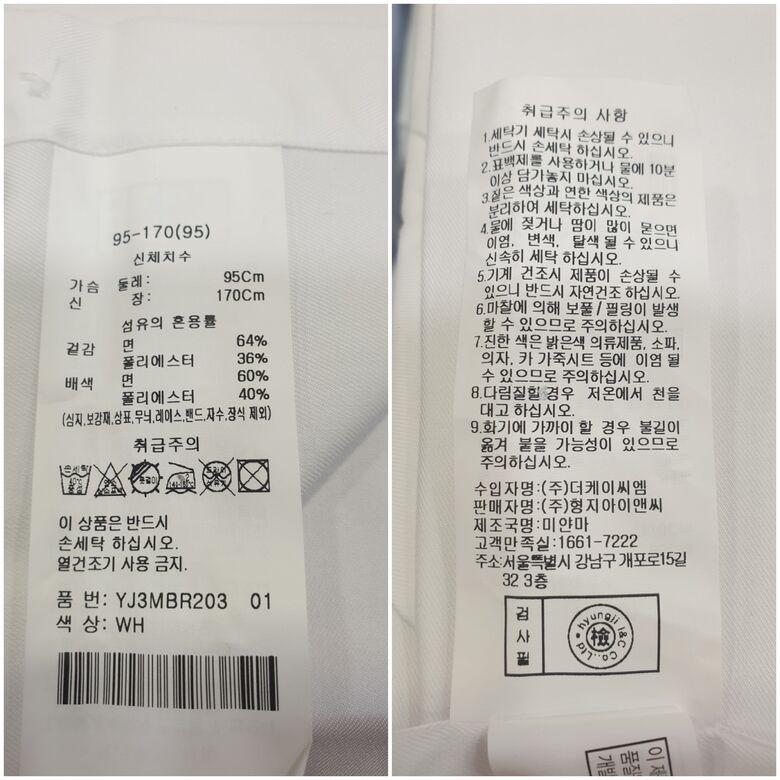 95-170(95)
신체치수
가슴 둘레: 95Cm
신 장: 170Cm
섬유의 혼용률
겉감 면 64%
폴리에스터 36%
배색 면 60%
폴리에스터 40%
(심지,보강재,상표,무늬,레이스,밴드,자수,장식 제외)
취급주의
이 상품은 반드시
손세탁 하십시오.
열건조기 사용 금지.
품 번: YJ3MBR203 01
색 상: WH
취급주의 사항
1.세탁기 세탁시 손상될 수 있으니
반드시 손세탁 하십시오.
2.표백제를 사용하거나 물에 10분
이상 담가놓지 마십시오.
3.짙은 색상과 연한 색상의 제품은
분리하여 세탁하십시오.
4.물에 젖거나 땀이 많이 묻으면
이염, 변색, 탈색 될 수 있으니
신속히 세탁 하십시오.
5.기계 건조시 제품이 손상될 수
있으니 반드시 자연건조 하십시오.
6.마찰에 의해 보풀/필링이 발생
할 수 있으므로 주의하십시오.
7.진한 색은 밝은색 의류제품, 소파,
의자, 카 가죽시트 등에 이염 될
수 있으므로 주의하십시오.
8.다림질할 경우 저온에서 천을
대고 하십시오.
9.화기에 가까이 할 경우 불길이
옮겨 붙을 가능성이 있으므로
주의하십시오.
수입자명:(주)더케이씨엠
판매자명:(주)형지아이앤씨
제조국명:미얀마
고객만족실:1661-7222
주소:서울특별시 강남구 개포로15길
32 3층
검사필
hyungji I&C Co.,Ltd.
檢
이 제
품질
개발